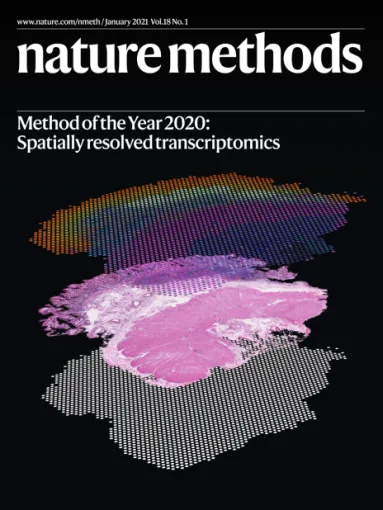 www.nature.com/nmeth / January 2021 Vol.18 No. 1
nature methods
Method of the Year 2020:
Spatially resolved transcriptomics